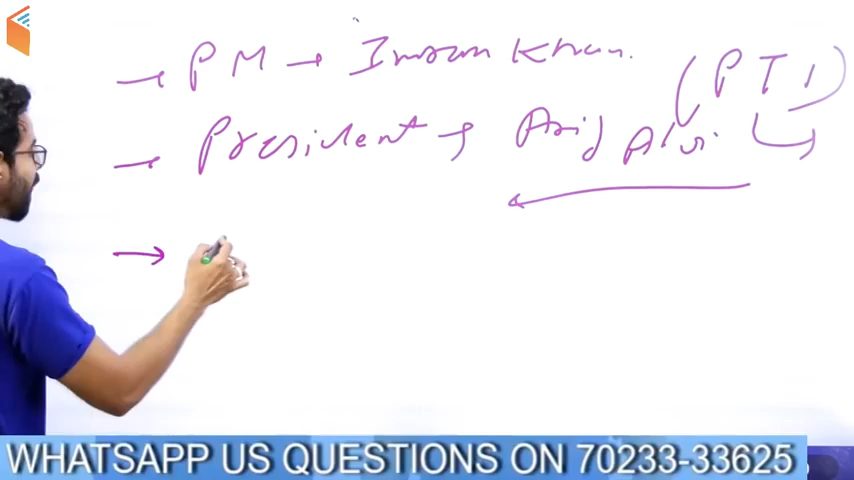 → PM → Imran Khan. (PTI)
→ President → Arif Alvi
→
WHATSAPP US QUESTIONS ON 70233-33625